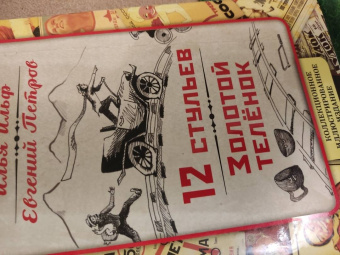 Илья Ильф
Евгений Петров
12 СТУЛЬЕВ
ЗОЛОТОЙ
ТЕЛЁНОК
КОЛЛЕКЦИОННОЕ
ИЛЛЮСТРИРОВАННОЕ
ИЗДАНИЕ